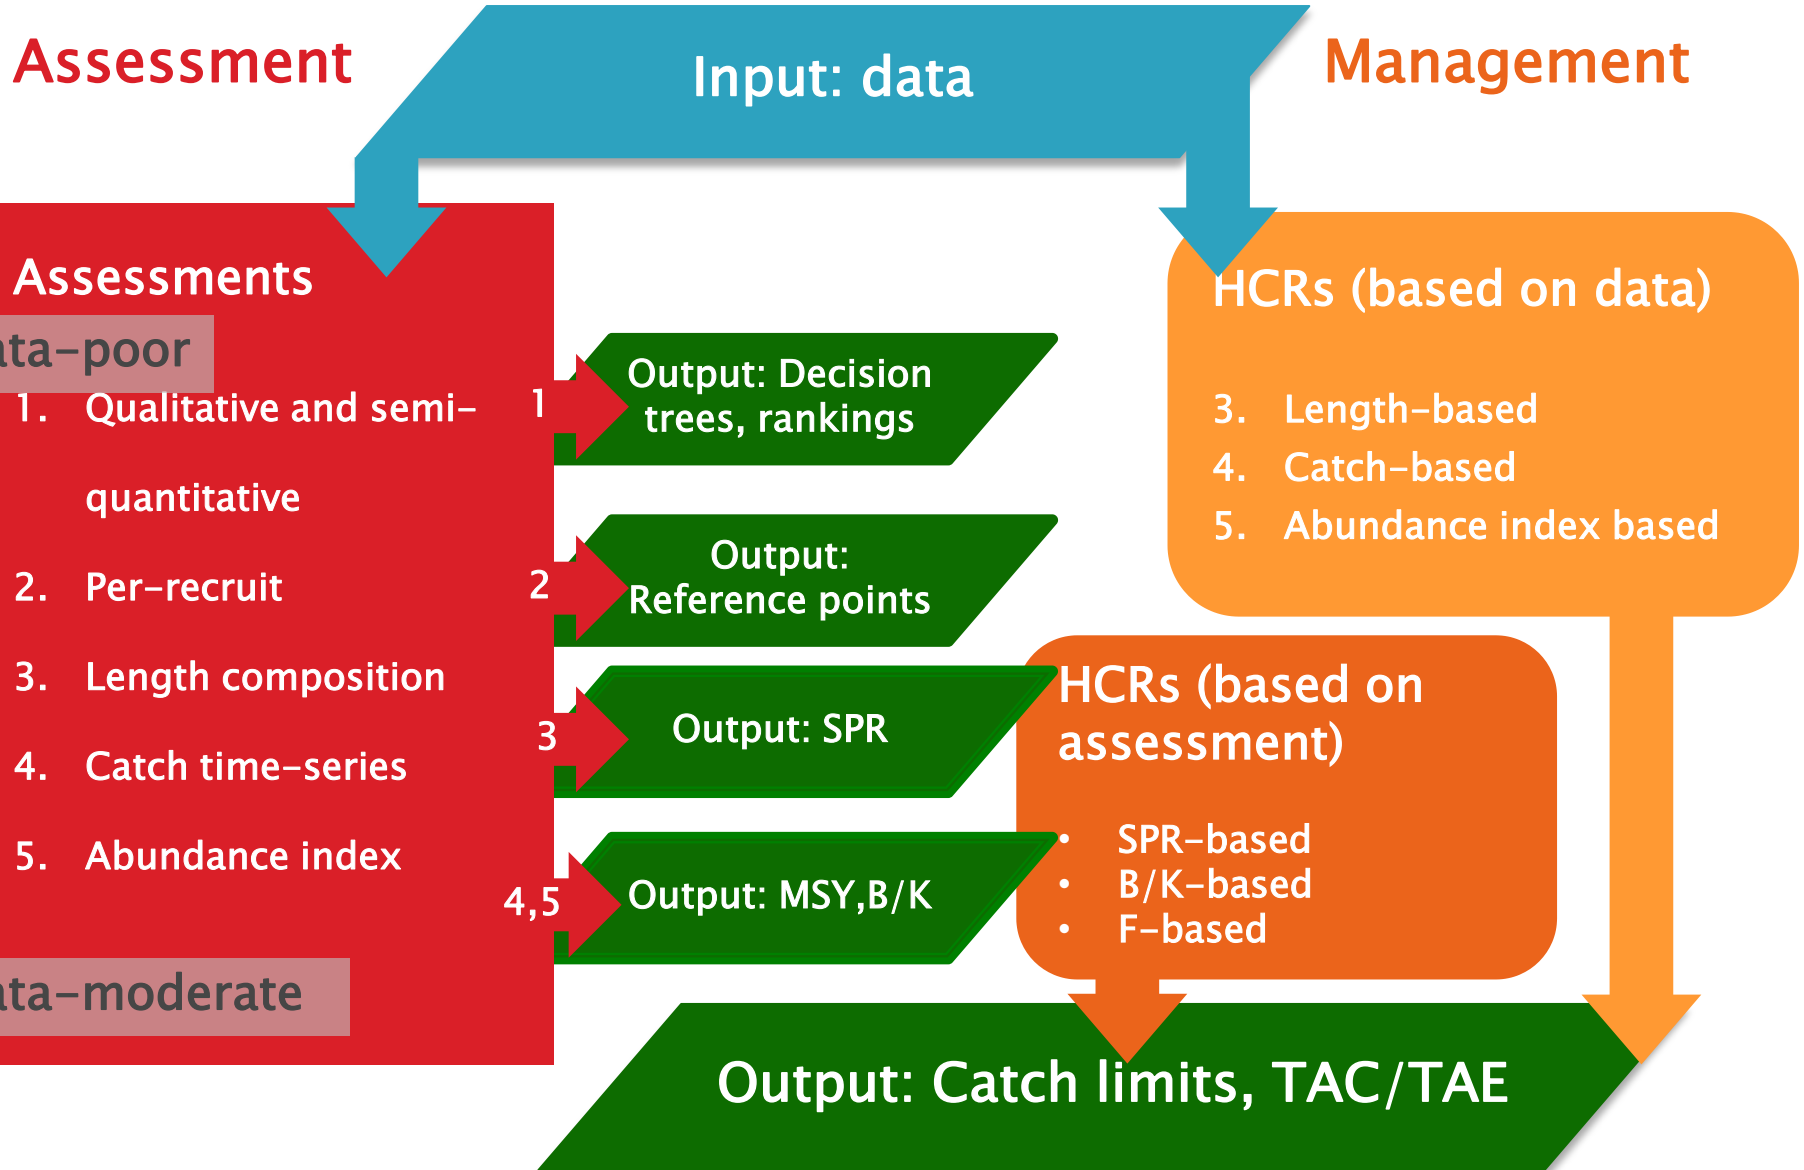 Assessment
Input: data
Management
Assessments
ata-poor
1. Qualitative and semi-
quantitative
2. Per-recruit
3. Length composition
4. Catch time-series
5. Abundance index
ata-moderate
1
Output: Decision
trees, rankings
2
Output:
Reference points
3
Output: SPR
4,5
Output: MSY,B/K
HCRs (based on data)
3. Length-based
4. Catch-based
5. Abundance index based
HCRs (based on
assessment)
• SPR-based
• B/K-based
• F-based
Output: Catch limits, TAC/TAE